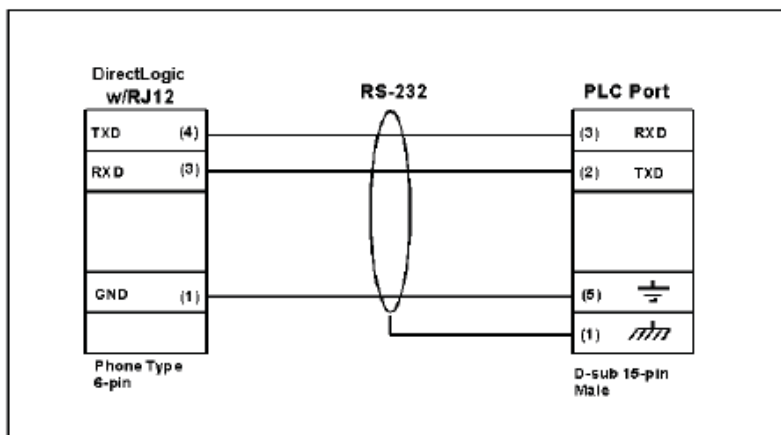 DirectLogic
w/RJ12
RS-232
PLC Port
TXD (4)
(3) RXD
RXD (3)
(2) TXD
GND (1)
(5)
(1)
Phone Type
6-pin
D-sub 15-pin
Male